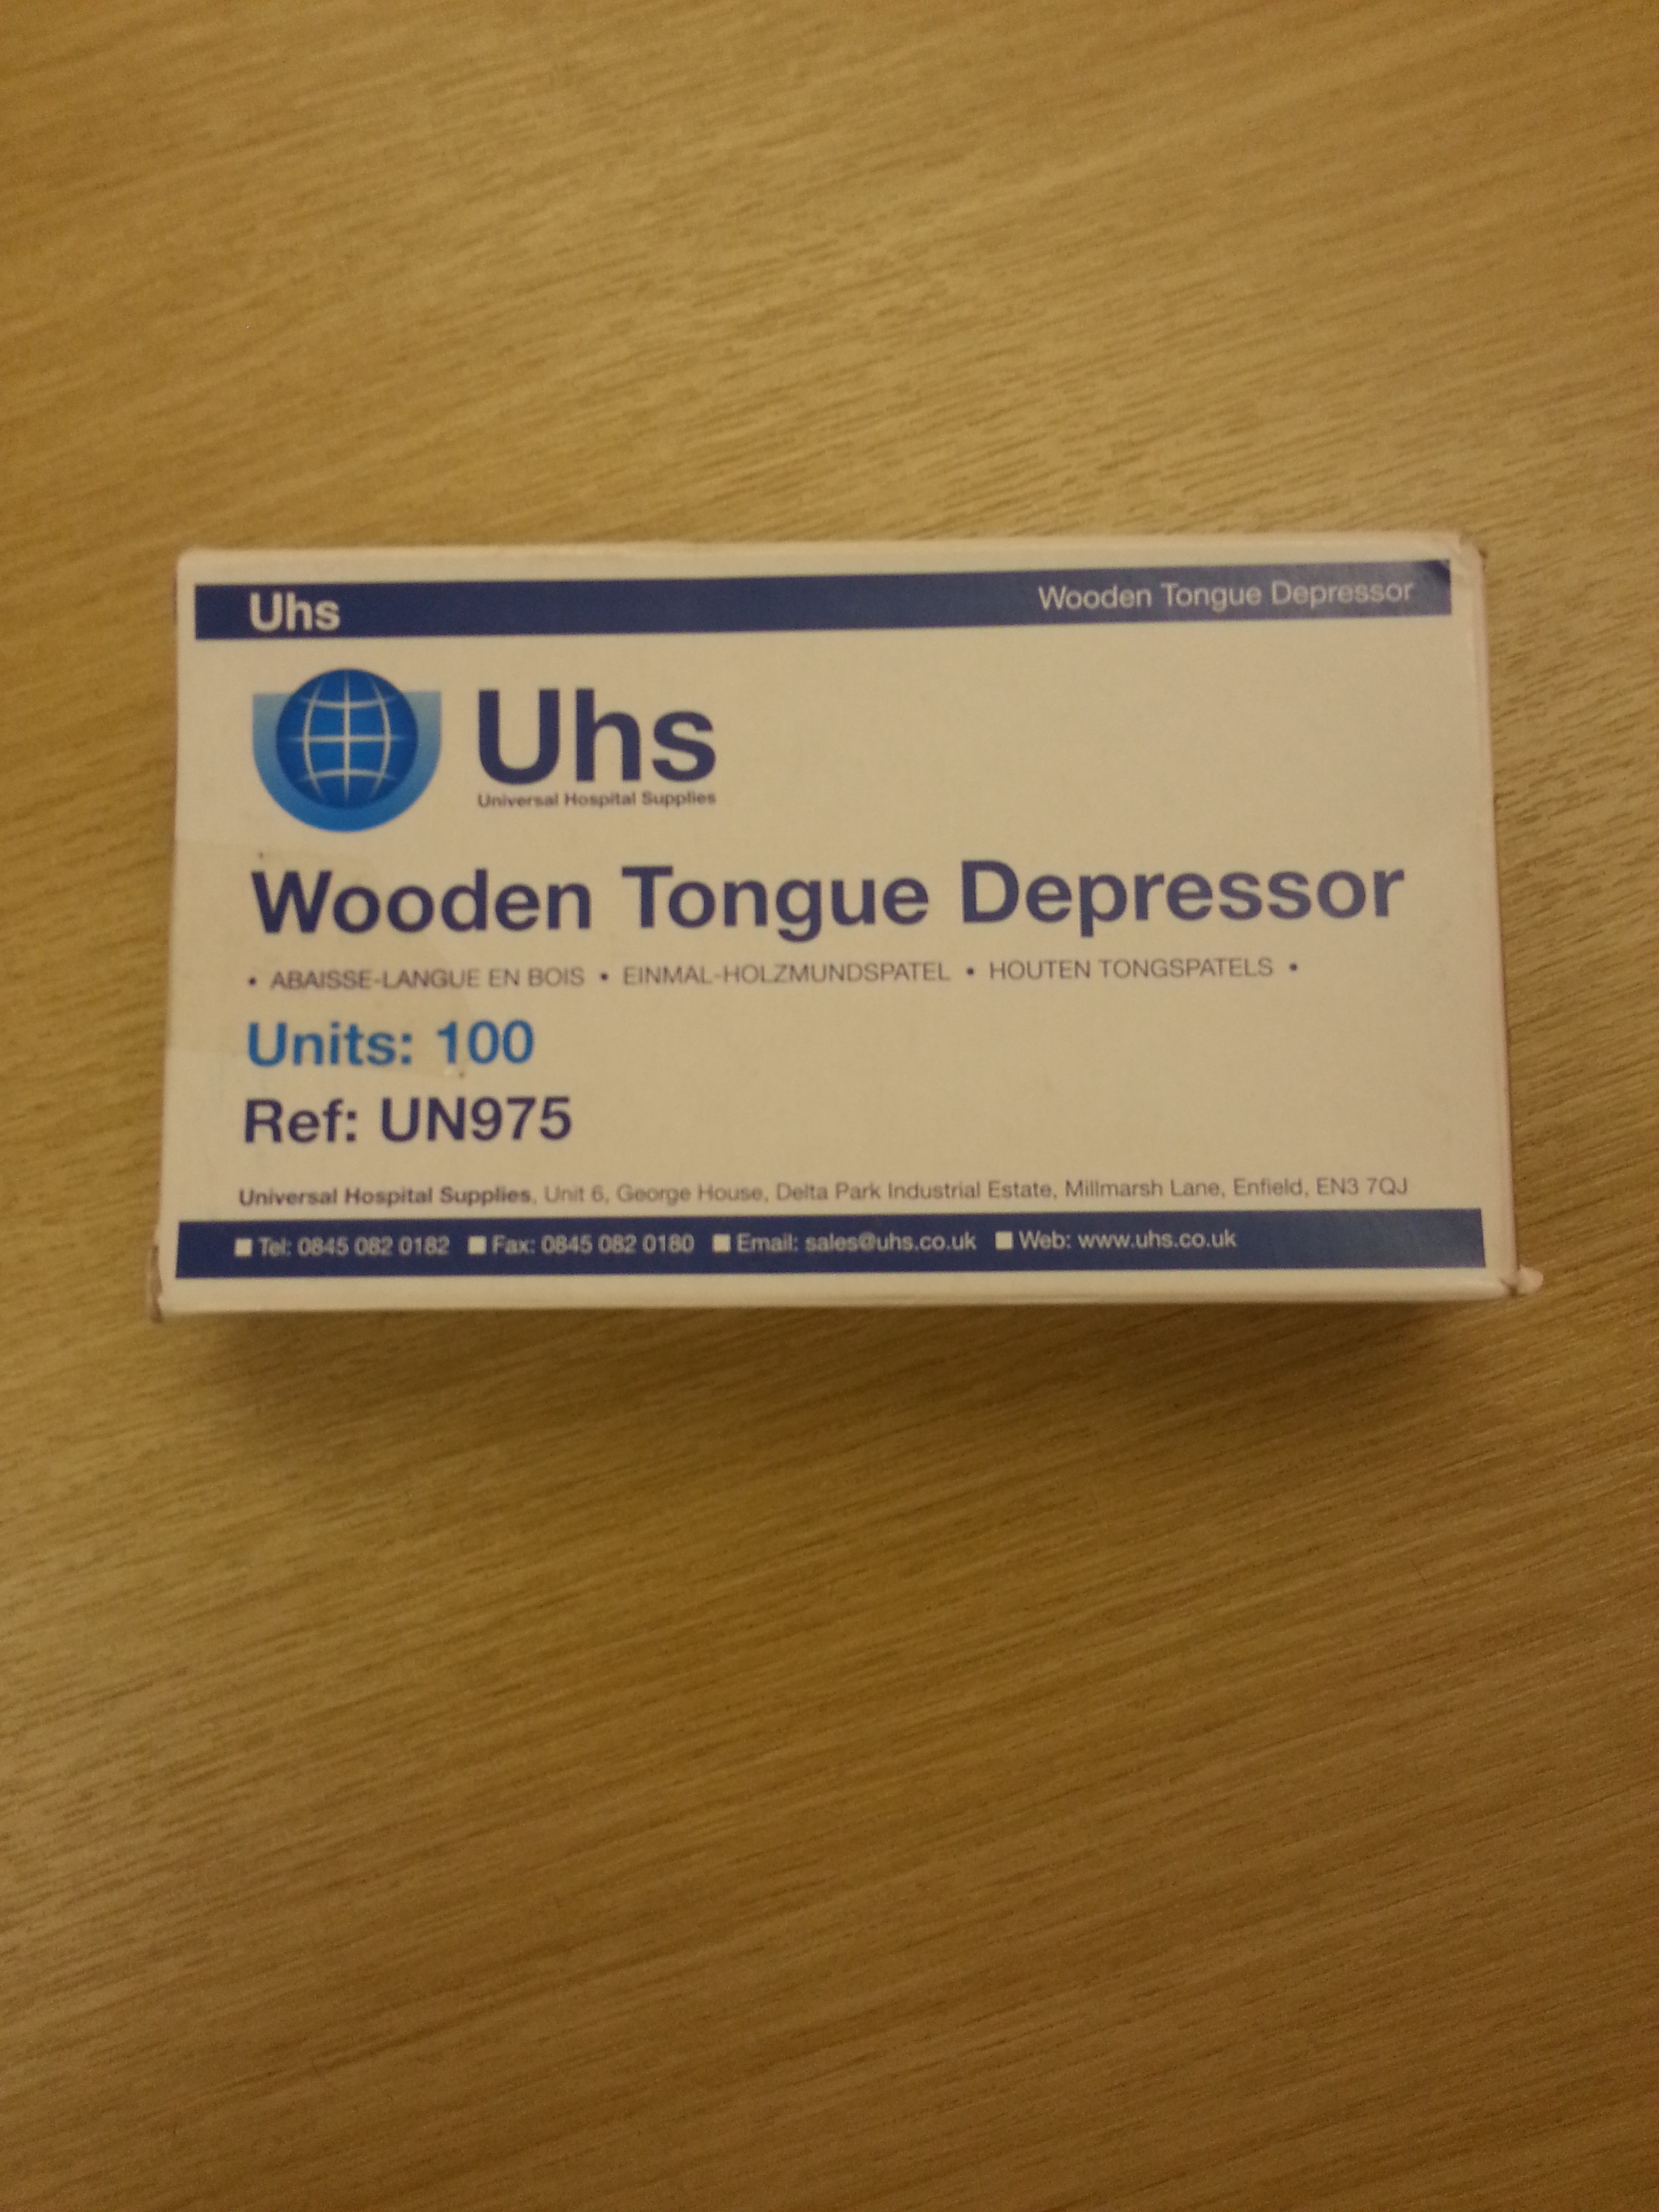 Uhs
Wooden Tongue Depressor
Uhs
Universal Hospital Supplies
Wooden Tongue Depressor
• ABAISSE-LANGUE EN BOIS • EINMAL-HOLZMUNDSPATEL • HOUTEN TONGSPATELS •
Units: 100
Ref: UN975
Universal Hospital Supplies, Unit 6, George House, Delta Park Industrial Estate, Millmarsh Lane, Enfield, EN3 7QJ
■ Tel: 0845 082 0182 ■ Fax: 0845 082 0180 ■ Email: sales@uhs.co.uk ■ Web: www.uhs.co.uk